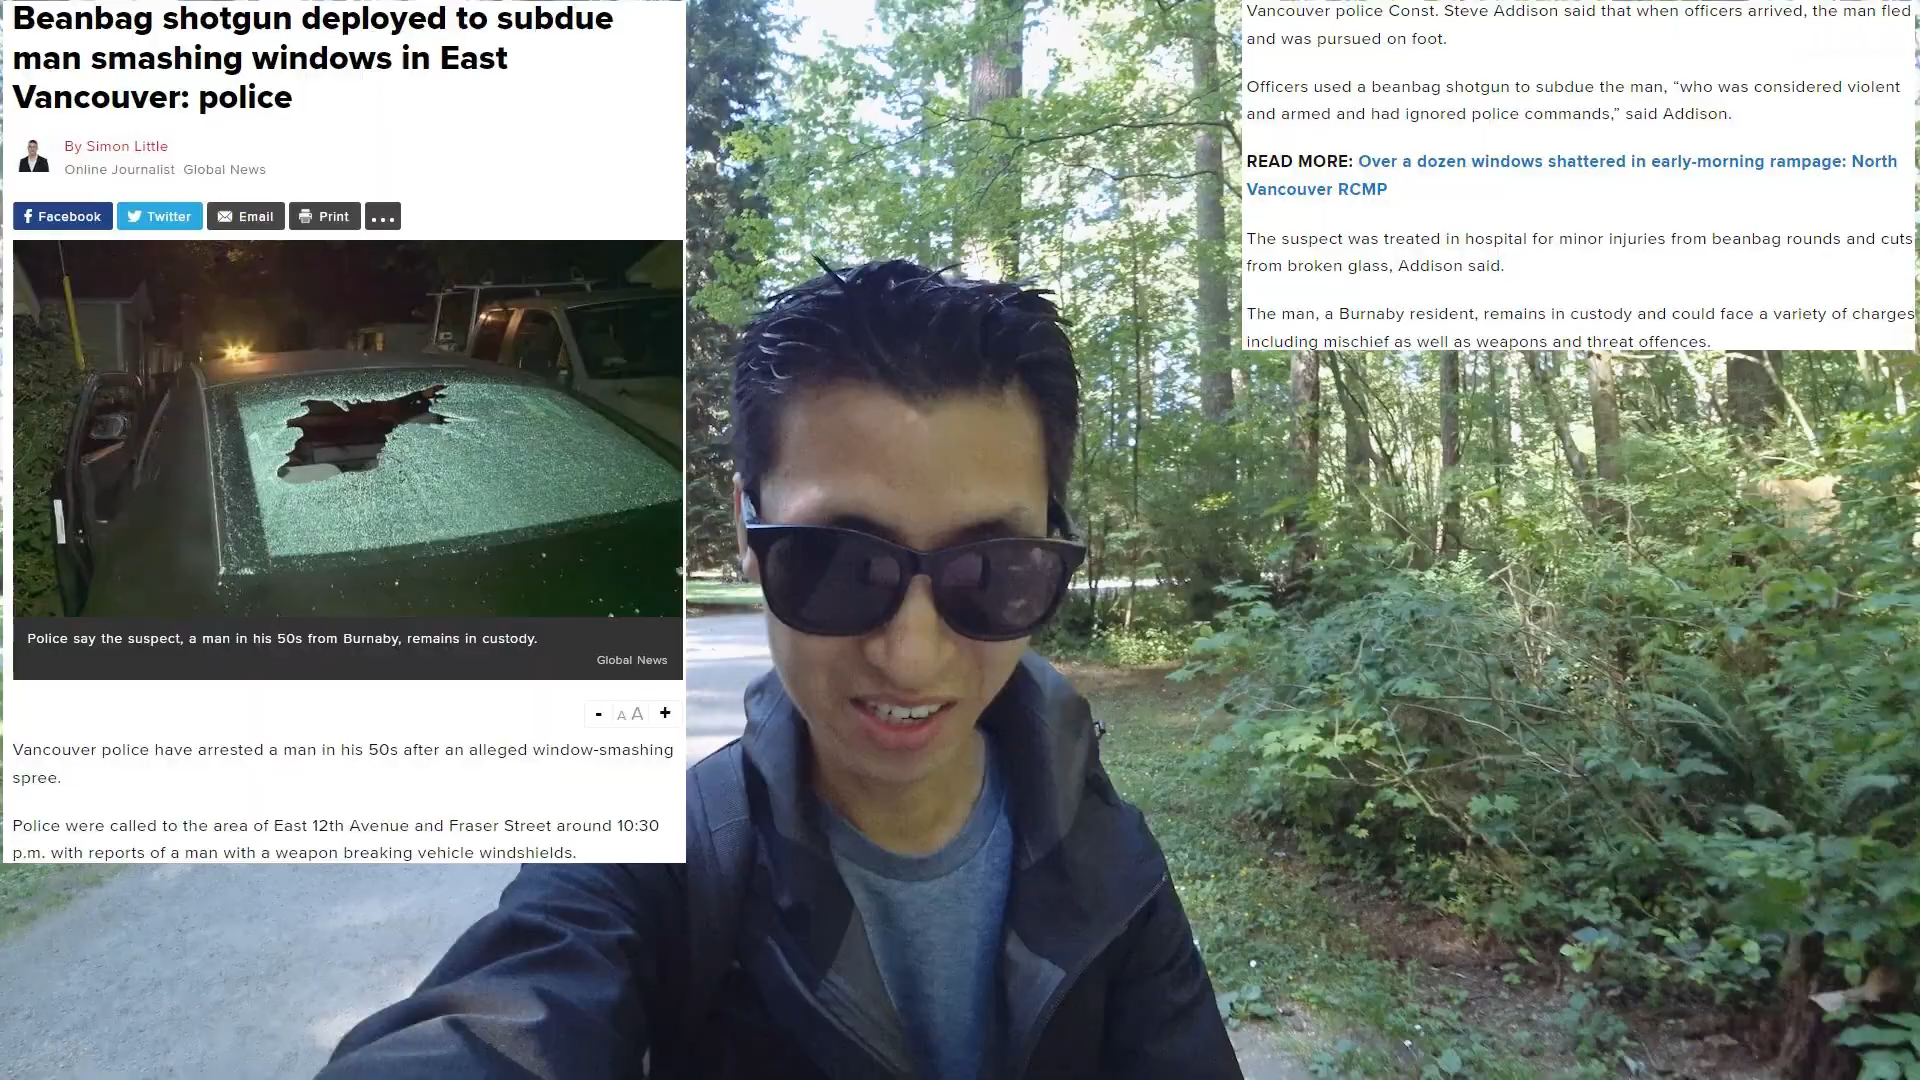 Beanbag shotgun deployed to subdue
man smashing windows in East
Vancouver: police
By Simon Little
Online Journalist Global News
Facebook
Twitter
Email
Print
...
Police say the suspect, a man in his 50s from Burnaby, remains in custody.
Global News
- A A +
Vancouver police have arrested a man in his 50s after an alleged window-smashing
spree.
Police were called to the area of East 12th Avenue and Fraser Street around 10:30
p.m. with reports of a man with a weapon breaking vehicle windshields.
Vancouver police Const. Steve Addison said that when officers arrived, the man fled
and was pursued on foot.
Officers used a beanbag shotgun to subdue the man, “who was considered violent
and armed and had ignored police commands,” said Addison.
READ MORE: Over a dozen windows shattered in early-morning rampage: North
Vancouver RCMP
The suspect was treated in hospital for minor injuries from beanbag rounds and cuts
from broken glass, Addison said.
The man, a Burnaby resident, remains in custody and could face a variety of charges
including mischief as well as weapons and threat offences.